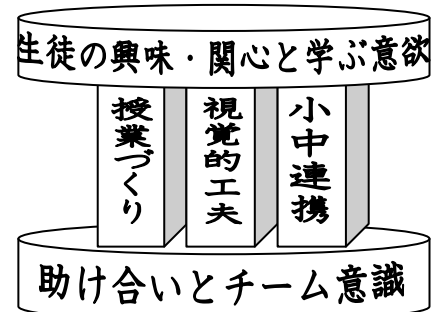 生徒の興味・関心と学ぶ意欲
授業づくり
視覚的工夫
小中連携
助け合いとチーム意識